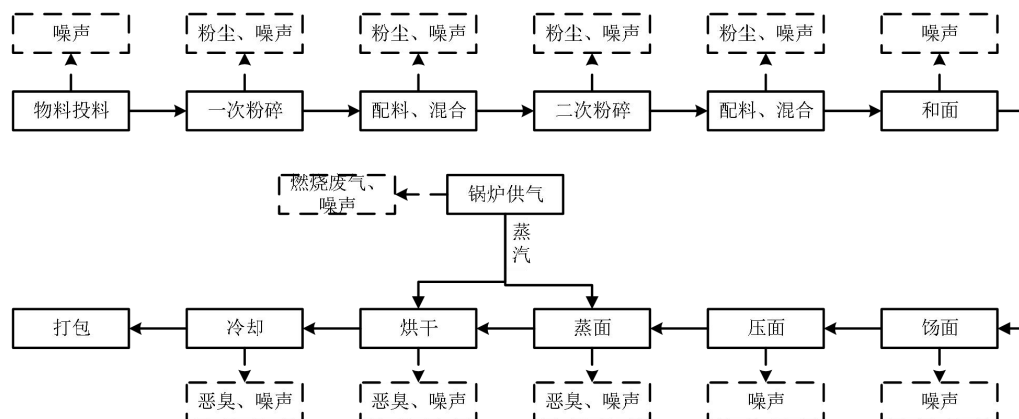 噪声
粉尘、噪声
粉尘、噪声
粉尘、噪声
粉尘、噪声
噪声
物料投料
一次粉碎
配料、混合
二次粉碎
配料、混合
和面
燃烧废气、
噪声
锅炉供气
蒸
汽
打包
冷却
烘干
蒸面
压面
饧面
恶臭、噪声
恶臭、噪声
恶臭、噪声
噪声
噪声